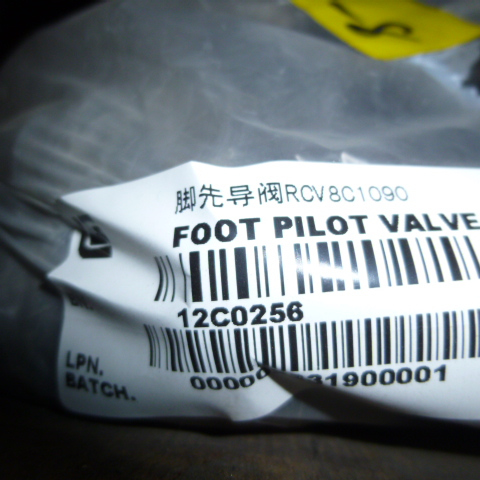 脚先导阀RCV8C1090
FOOT PILOT VALVE
12C0256
LPN.
BATCH.